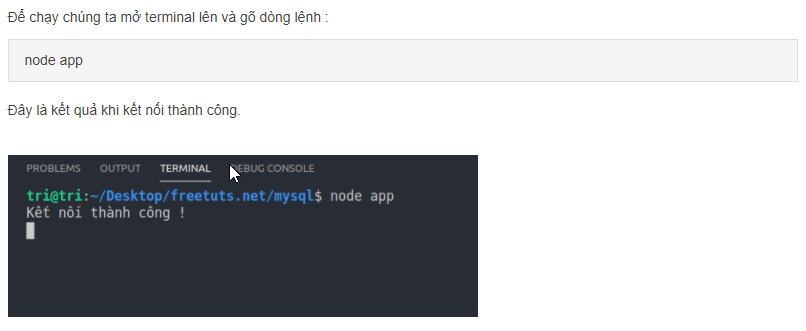 Để chạy chúng ta mở terminal lên và gõ dòng lệnh :
node app
Đây là kết quả khi kết nối thành công.
PROBLEMS OUTPUT TERMINAL DEBUG CONSOLE
tri@tri:~/Desktop/freetuts.net/mysql$ node app
Kết nối thành công !